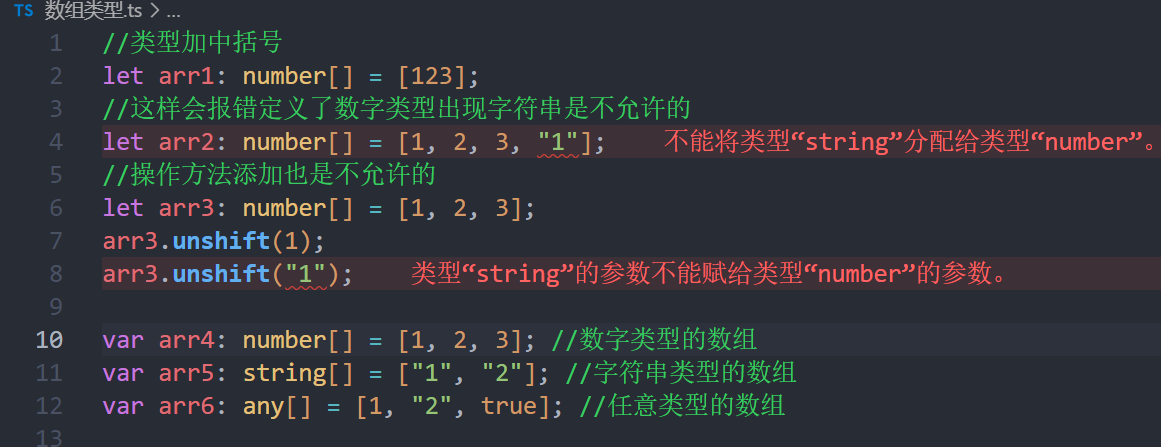 TS 数组类型.ts > ...
1 //类型加中括号
2 let arr1: number[] = [123];
3 //这样会报错定义了数字类型出现字符串是不允许的
4 let arr2: number[] = [1, 2, 3, "1"]; 不能将类型“string”分配给类型“number”。
5 //操作方法添加也是不允许的
6 let arr3: number[] = [1, 2, 3];
7 arr3.unshift(1);
8 arr3.unshift("1"); 类型“string”的参数不能赋给类型“number”的参数。
9
10 var arr4: number[] = [1, 2, 3]; //数字类型的数组
11 var arr5: string[] = ["1", "2"]; //字符串类型的数组
12 var arr6: any[] = [1, "2", true]; //任意类型的数组
13